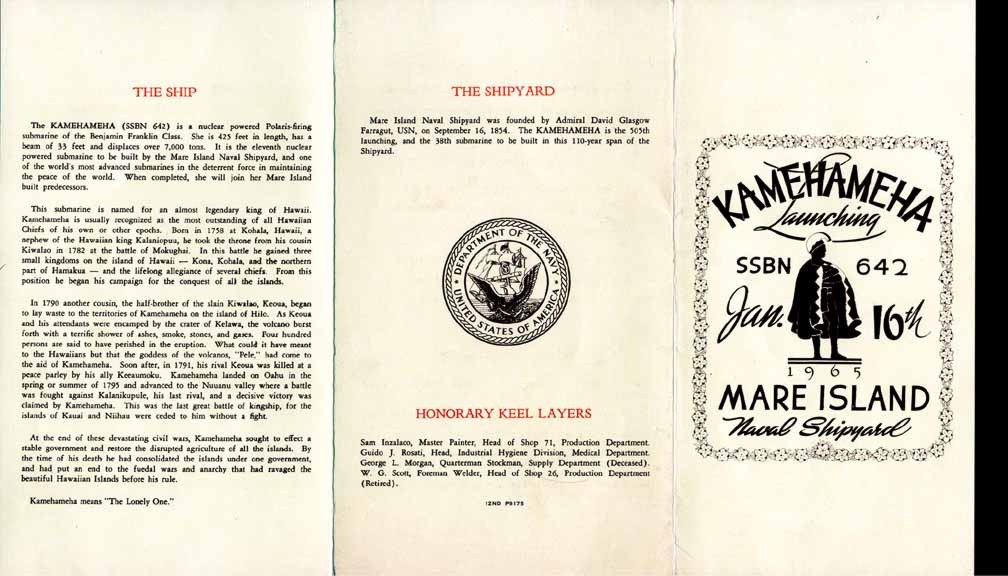 THE SHIP
The KAMEHAMEHA (SSBN 642) is a nuclear powered Polaris-firing
submarine of the Benjamin Franklin Class. She is 425 feet in length, has a
beam of 33 feet and displaces over 7,000 tons. It is the eleventh nuclear
powered submarine to be built by the Mare Island Naval Shipyard, and one
of the world's most advanced submarines in the deterrent force in maintaining
the peace of the world. When completed, she will join her Mare Island
built predecessors.
This submarine is named for an almost legendary king of Hawaii.
Kamehameha is usually recognized as the most outstanding of all Hawaiian
Chiefs of his own or other epochs. Born in 1758 at Kohala, Hawaii, a
nephew of the Hawaiian king Kalaniopuu, he took the throne from his cousin
Kiwalao in 1782 at the battle of Mokughai. In this battle he gained three
small kingdoms on the island of Hawaii — Kona, Kohala, and the northern
part of Hamakua — and the lifelong allegiance of several chiefs. From this
position he began his campaign for the conquest of all the islands.
In 1790 another cousin, the half-brother of the slain Kiwalao, Keoua, began
to lay waste to the territories of Kamehameha on the island of Hilo. As Keoua
and his attendants were encamped by the crater of Kelawa, the volcano burst
forth with a terrific shower of ashes, smoke, stones, and gases. Four hundred
persons are said to have perished in the eruption. What could it have meant
to the Hawaiians but that the goddess of the volcanos, "Pele," had come to
the aid of Kamehameha. Soon after, in 1791, his rival Keoua was killed at a
peace parley by his ally Keeaumoku. Kamehameha landed on Oahu in the
spring or summer of 1795 and advanced to the Nuuanu valley where a battle
was fought against Kalanikupule, his last rival, and a decisive victory was
claimed by Kamehameha. This was the last great battle of kingship, for the
islands of Kauai and Niihau were ceded to him without a fight.
At the end of these devastating civil wars, Kamehameha sought to effect a
stable government and restore the disrupted agriculture of all the islands. By
the time of his death he had consolidated the islands under one government,
and had put an end to the fuedal wars and anarchy that had ravaged the
beautiful Hawaiian Islands before his rule.
Kamehameha means "The Lonely One."
THE SHIPYARD
Mare Island Naval Shipyard was founded by Admiral David Glasgow
Farragut, USN, on September 16, 1854. The KAMEHAMEHA is the 505th
launching, and the 38th submarine to be built in this 110-year span of the
Shipyard.
DEPARTMENT OF THE NAVY
UNITED STATES OF AMERICA
HONORARY KEEL LAYERS
Sam Inzalaco, Master Painter, Head of Shop 71, Production Department.
Guido J. Rosati, Head, Industrial Hygiene Division, Medical Department.
George L. Morgan, Quarterman Stockman, Supply Department (Deceased).
W. G. Scott, Foreman Welder, Head of Shop 26, Production Department
(Retired).
12ND P9175
KAMEHAMEHA
Launching
SSBN 642
Jan. 16th
1965
MARE ISLAND
Naval Shipyard